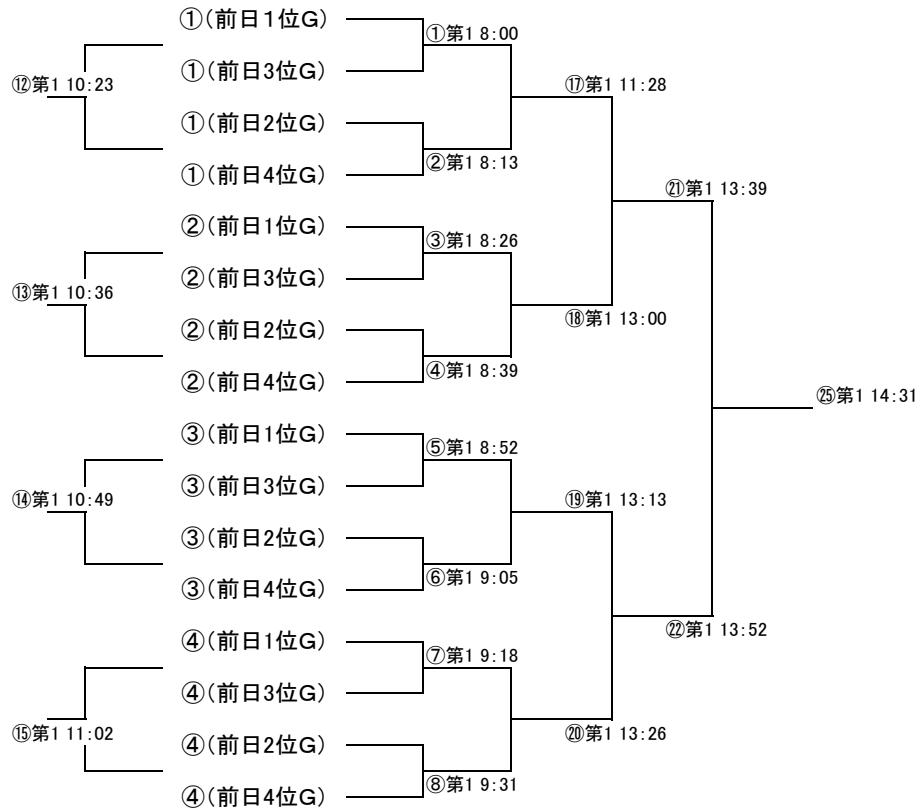 ①(前日1位G)
①第1 8:00
⑫第1 10:23
①(前日3位G)
⑰第1 11:28
①(前日2位G)
①(前日4位G)
②第1 8:13
㉑第1 13:39
②(前日1位G)
③第1 8:26
②(前日3位G)
⑬第1 10:36
⑱第1 13:00
②(前日2位G)
④第1 8:39
②(前日4位G)
㉕第1 14:31
③(前日1位G)
⑤第1 8:52
③(前日3位G)
⑭第1 10:49
⑲第1 13:13
③(前日2位G)
⑥第1 9:05
③(前日4位G)
㉒第1 13:52
④(前日1位G)
⑦第1 9:18
④(前日3位G)
⑮第1 11:02
⑳第1 13:26
④(前日2位G)
⑧第1 9:31
④(前日4位G)